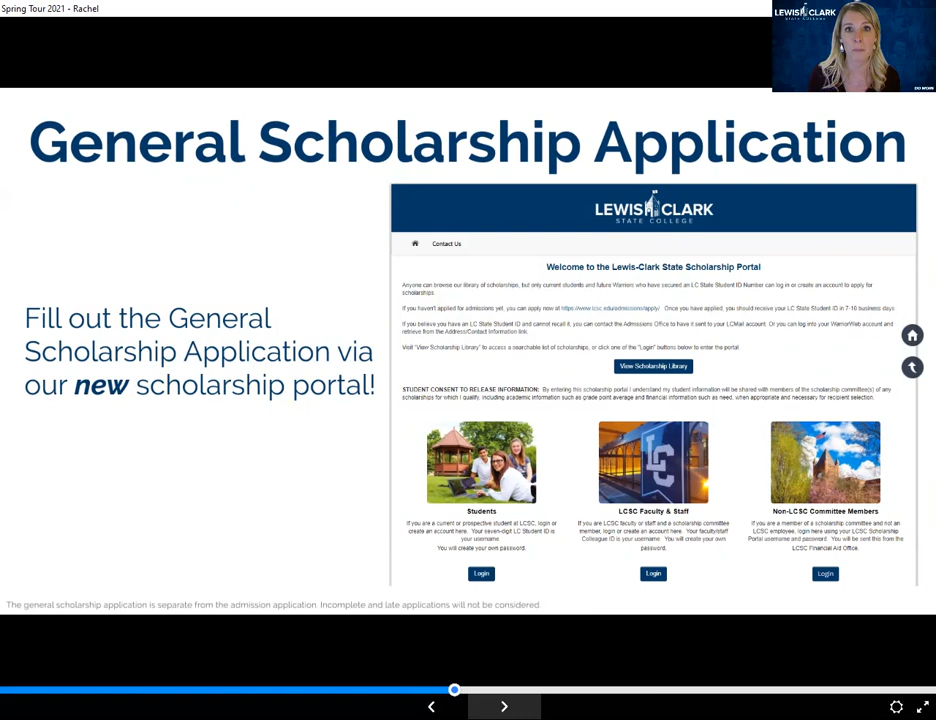 Spring Tour 2021 - Rachel
LEWIS CLARK
STATE COLLEGE
DO MORE
General Scholarship Application
LEWIS CLARK
STATE COLLEGE
Contact Us
Welcome to the Lewis-Clark State Scholarship Portal
Anyone can browse our library of scholarships, but only current students and future Warriors who have secured an LC State Student ID Number can log in or create an account to apply for
scholarships.
If you haven't applied for admissions yet, you can apply now at https://www.lcsc.edu/admissions/apply/ Once you have applied, you should receive your LC State Student ID in 7-10 business days.
If you believe you have an LC State Student ID and cannot recall it, you can contact the Admissions Office to have it sent to your LCMail account. Or you can log into your WarriorWeb account and
retrieve from the Address/Contact Information link.
Visit "View Scholarship Library" to access a searchable list of scholarships, or click one of the "Login" buttons below to enter the portal
View Scholarship Library
STUDENT CONSENT TO RELEASE INFORMATION: By entering this scholarship portal I understand my student information will be shared with members of the scholarship committee(s) of any
scholarships for which I qualify, including academic information such as grade point average and financial information such as need, when appropriate and necessary for recipient selection.
Fill out the General
Scholarship Application via
our new scholarship portal!
LC
Students
If you are a current or prospective student at LCSC, login or
create an account here. Your seven-digit LC Student ID is
your username
You will create your own password.
Login
LCSC Faculty & Staff
If you are LCSC faculty or staff and a scholarship committee
member, login or create an account here. Your faculty/staff
Colleague ID is your username. You will create your own
password.
Login
Non-LCSC Committee Members
If you are a member of a scholarship committee and not an
LCSC employee, login here using your LCSC Scholarship
Portal username and password. You will be sent this from the
LCSC Financial Aid Office.
Login
The general scholarship application is separate from the admission application. Incomplete and late applications will not be considered.